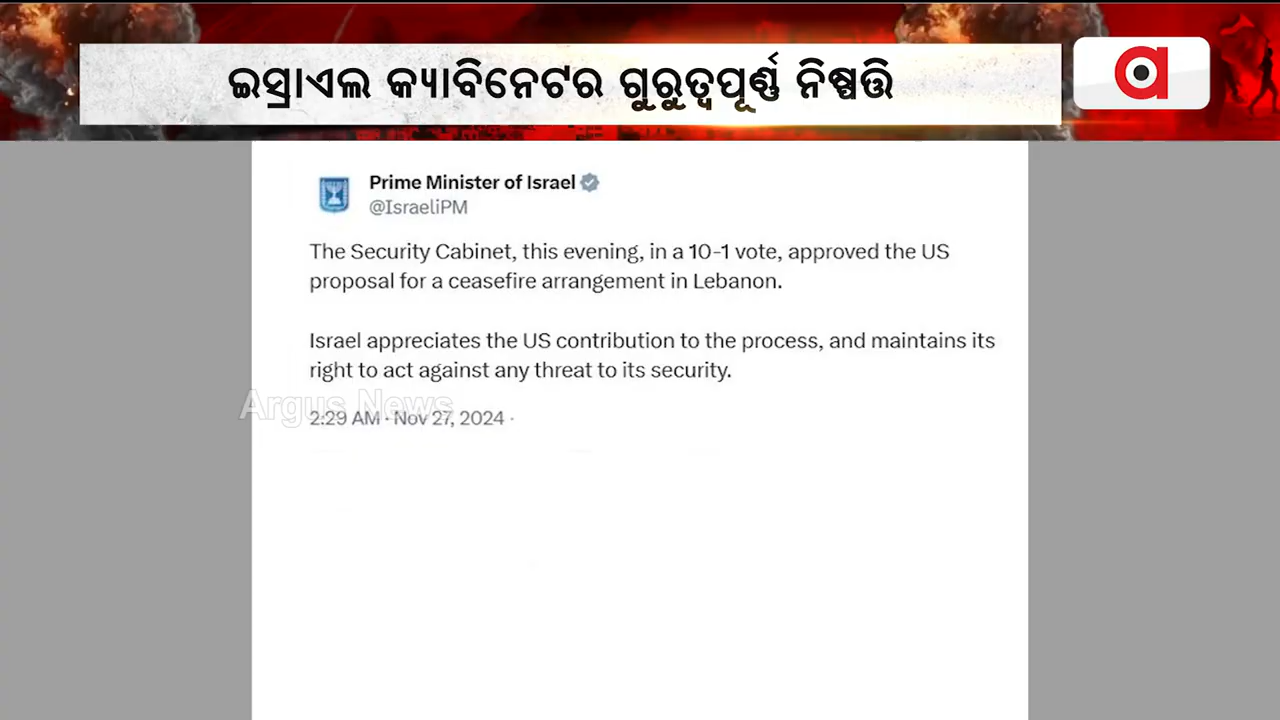 ଇସ୍ରାଏଲ କ୍ୟାବିନେଟର ଗୁରୁତ୍ୱପୂର୍ଣ୍ଣ ନିଷ୍ପତ୍ତି
a
Prime Minister of Israel
@IsraeliPM
The Security Cabinet, this evening, in a 10-1 vote, approved the US
proposal for a ceasefire arrangement in Lebanon.
Israel appreciates the US contribution to the process, and maintains its
right to act against any threat to its security.
Argus News
2:29 AM · Nov 27, 2024 ·